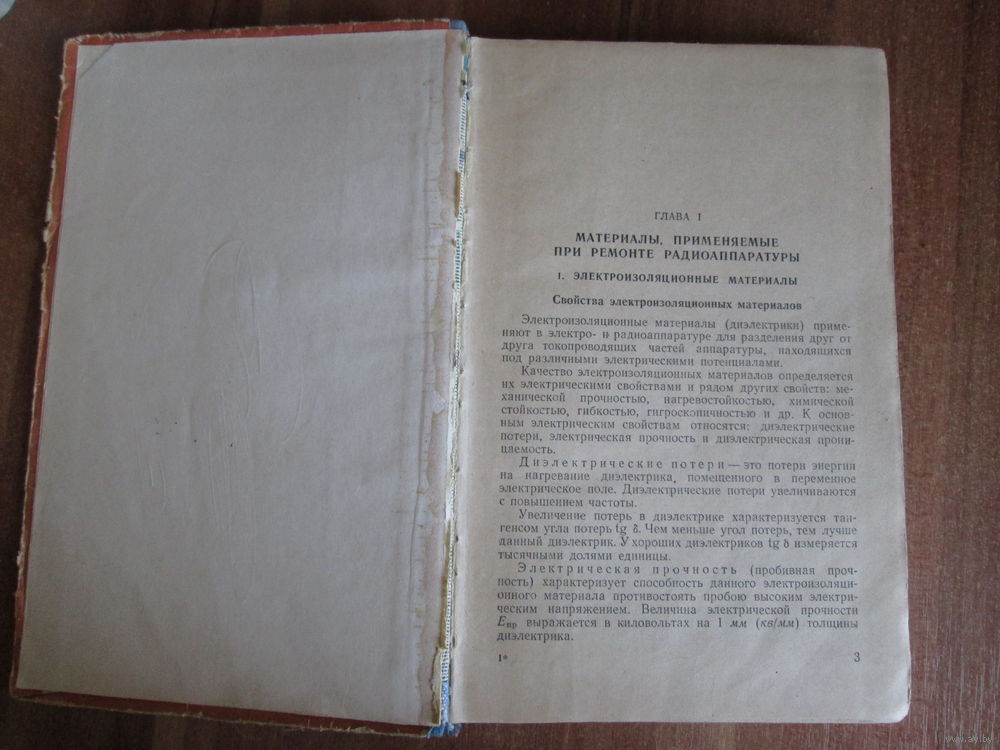 ГЛАВА I
МАТЕРИАЛЫ, ПРИМЕНЯЕМЫЕ
ПРИ РЕМОНТЕ РАДИОАППАРАТУРЫ
1. ЭЛЕКТРОИЗОЛЯЦИОННЫЕ МАТЕРИАЛЫ
Свойства электроизоляционных материалов
Электроизоляционные материалы (диэлектрики) приме-
няют в электро- и радиоаппаратуре для разделения друг от
друга токопроводящих частей аппаратуры, находящихся
под различными электрическими потенциалами.
Качество электроизоляционных материалов определяется
их электрическими свойствами и рядом других свойств: ме-
ханической прочностью, нагревостойкостью, химической
стойкостью, гибкостью, гигроскопичностью и др. К основ-
ным электрическим свойствам относятся: диэлектрические
потери, электрическая прочность и диэлектрическая прони-
цаемость.
Диэлектрические потери — это потери энергии
на нагревание диэлектрика, помещенного в переменное
электрическое поле. Диэлектрические потери увеличиваются
с повышением частоты.
Увеличение потерь в диэлектрике характеризуется тан-
генсом угла потерь tg δ. Чем меньше угол потерь, тем лучше
данный диэлектрик. У хороших диэлектриков tg δ измеряется
тысячными долями единицы.
Электрическая прочность (пробивная проч-
ность) характеризует способность данного электроизоляци-
онного материала противостоять пробою высоким электри-
ческим напряжением. Величина электрической прочности
Eпр выражается в киловольтах на 1 мм (кв/мм) толщины
диэлектрика.
1*
3
www.ay.by